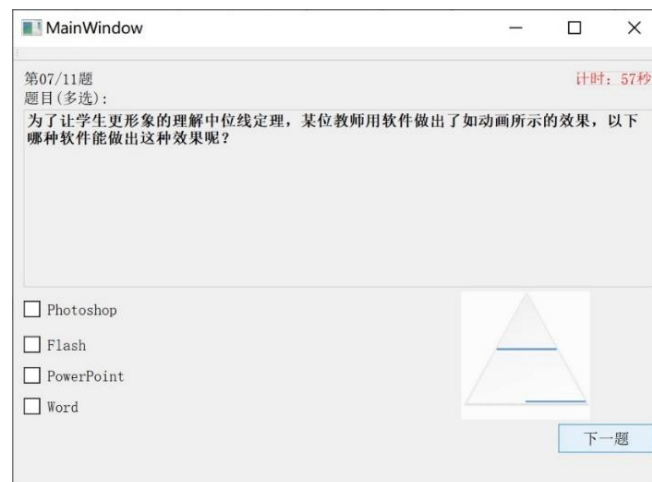 MainWindow
第07/11题
计时: 57秒
题目(多选):
为了让学生更形象的理解中位线定理，某位教师用软件做出了如动画所示的效果，以下
哪种软件能做出这种效果呢？
Photoshop
Flash
PowerPoint
Word
下一题